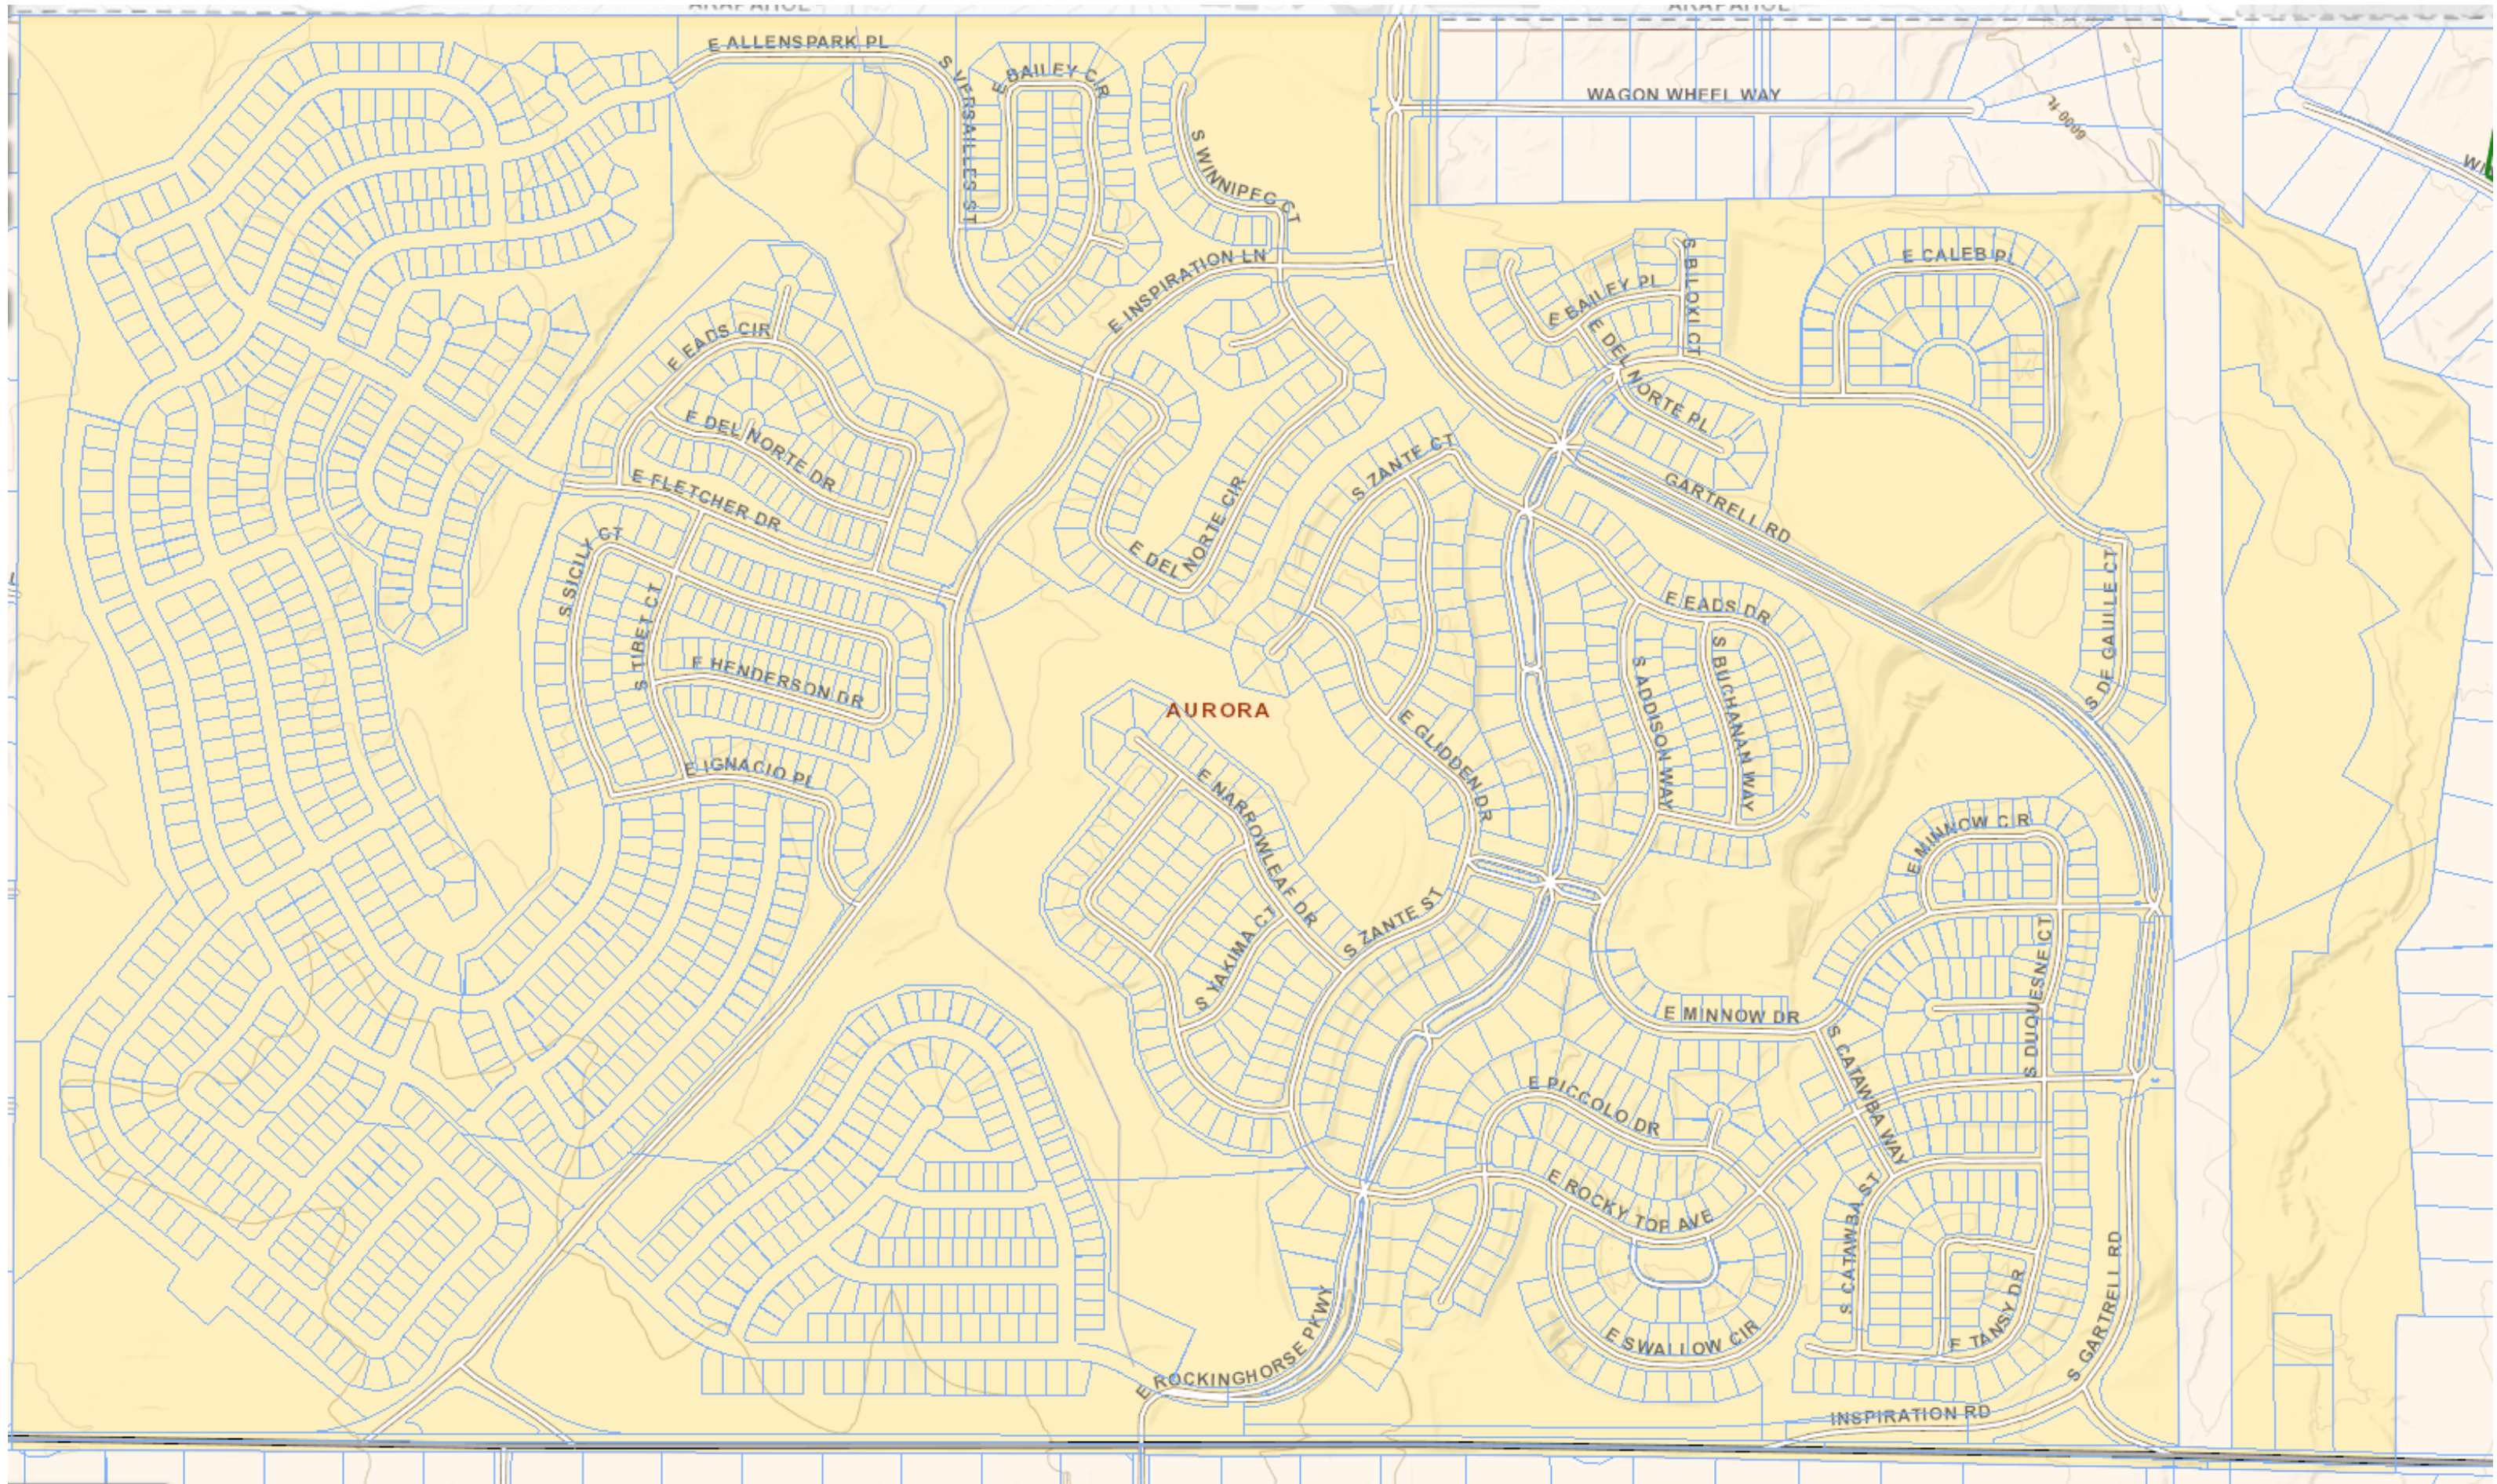 E ALLENSPARK PL
S VERSAILLES ST
E BAILEY CIR
S WINNIPEG CT
WAGON WHEEL WAY
6000 ft
E INSPIRATION LN
E BAILEY PL
S BILOXI CT
E CALEB PL
E EADS CIR
E DEL NORTE PL
E DEL NORTE DR
E FLETCHER DR
S ZANTE CT
GARTRELL RD
E DEL NORTE CIR
S SICILY CT
S TIBET CT
S DE GAULLE CT
E EADS DR
E HENDERSON DR
S ADDISON WAY
S BUCHANAN WAY
AURORA
E GLIDDEN DR
E IGNACIO PL
E NARROWLEAF DR
E MINNOW CIR
S YAKIMA CT
S ZANTE ST
S DUQUESNE CT
E MINNOW DR
S CATAWBA WAY
E PICCOLO DR
E ROCKY TOP AVE
S CATAWBA ST
E SWALLOW CIR
E TANSY DR
S GARTRELL RD
E ROCKINGHORSE PKWY
INSPIRATION RD